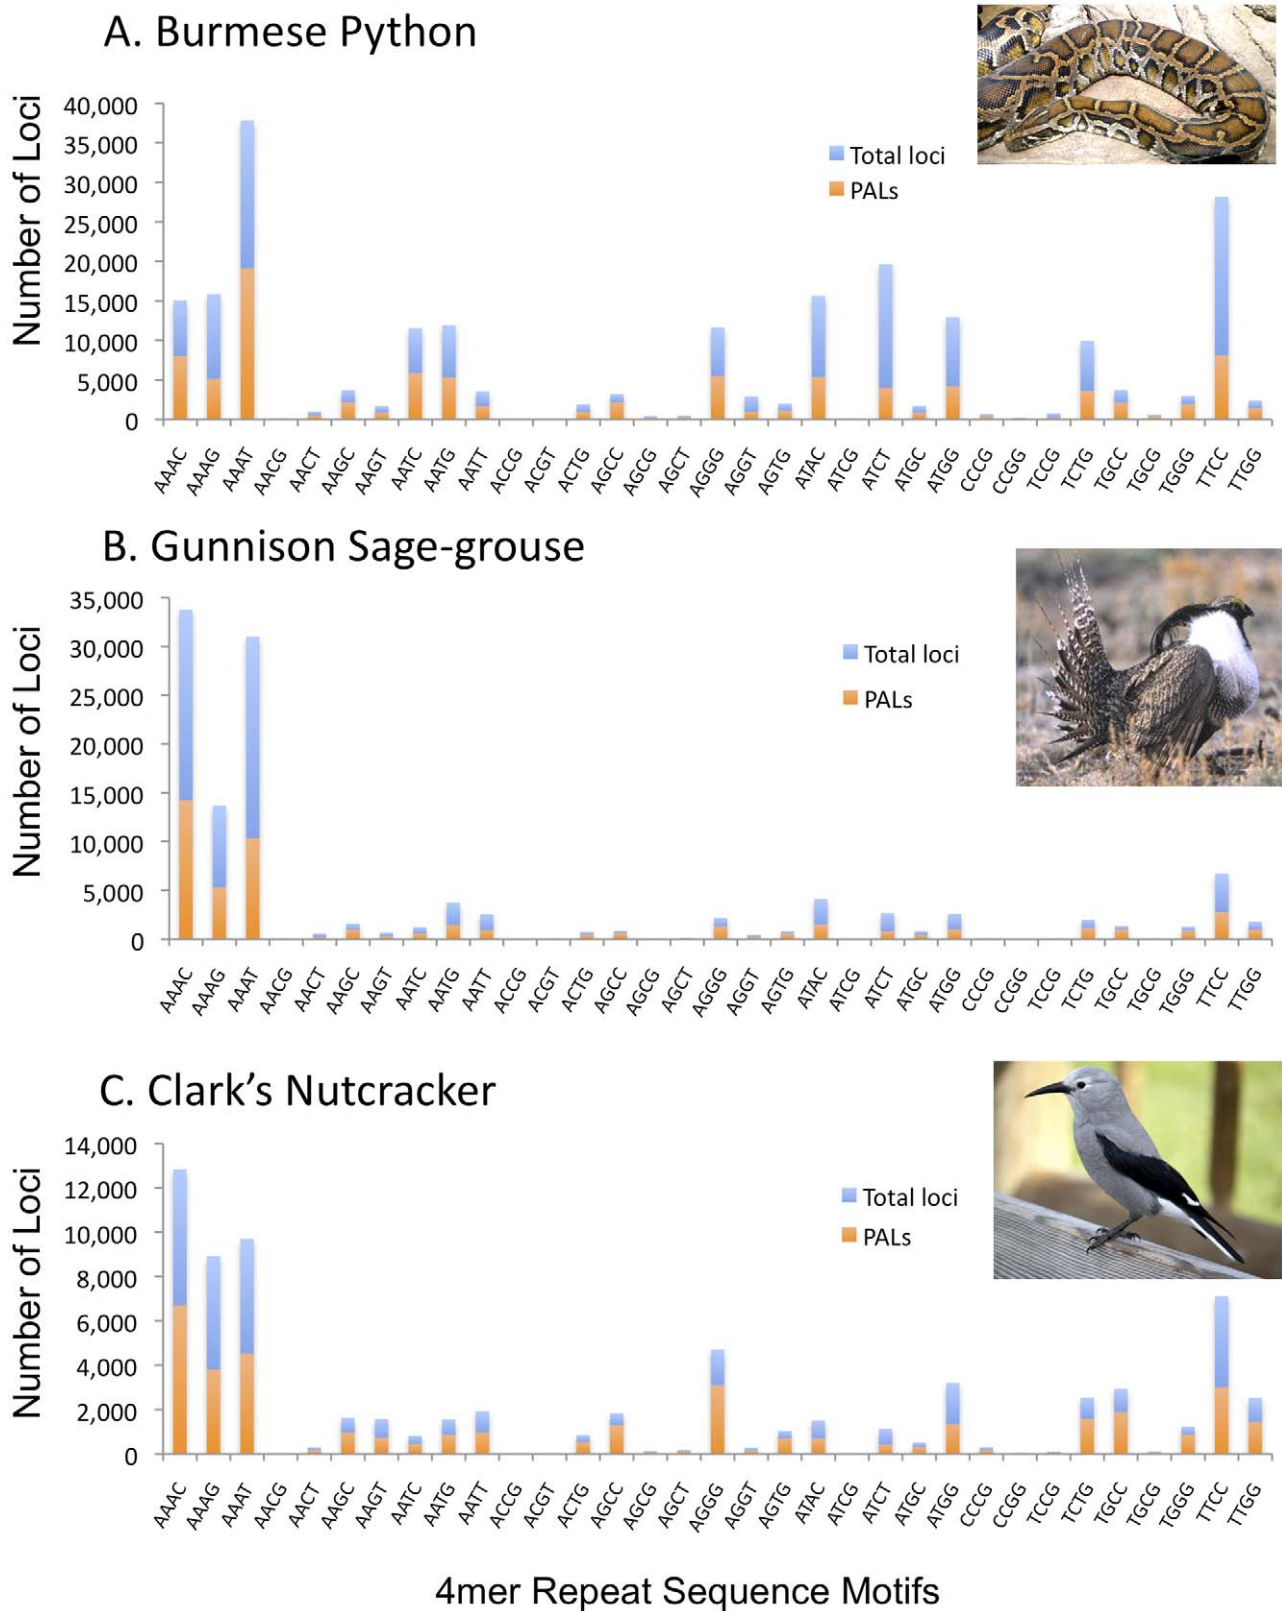 A. Burmese Python
Number of Loci
40,000
35,000
30,000
25,000
20,000
15,000
10,000
5,000
0
Total loci
PALs
AAAC AAAG AAAT AACG AACT AAGC AAGT AATC AATG AATT ACCG ACGT ACTG AGCC AGCG AGCT AGGG AGGT AGTG ATAC ATCG ATCT ATGC ATGG CCCG CCGG TCCG TCTG TGCC TGCG TGGG TTCC TTGG
B. Gunnison Sage-grouse
Number of Loci
35,000
30,000
25,000
20,000
15,000
10,000
5,000
0
Total loci
PALs
AAAC AAAG AAAT AACG AACT AAGC AAGT AATC AATG AATT ACCG ACGT ACTG AGCC AGCG AGCT AGGG AGGT AGTG ATAC ATCG ATCT ATGC ATGG CCCG CCGG TCCG TCTG TGCC TGCG TGGG TTCC TTGG
C. Clark’s Nutcracker
Number of Loci
14,000
12,000
10,000
8,000
6,000
4,000
2,000
0
Total loci
PALs
AAAC AAAG AAAT AACG AACT AAGC AAGT AATC AATG AATT ACCG ACGT ACTG AGCC AGCG AGCT AGGG AGGT AGTG ATAC ATCG ATCT ATGC ATGG CCCG CCGG TCCG TCTG TGCC TGCG TGGG TTCC TTGG
4mer Repeat Sequence Motifs